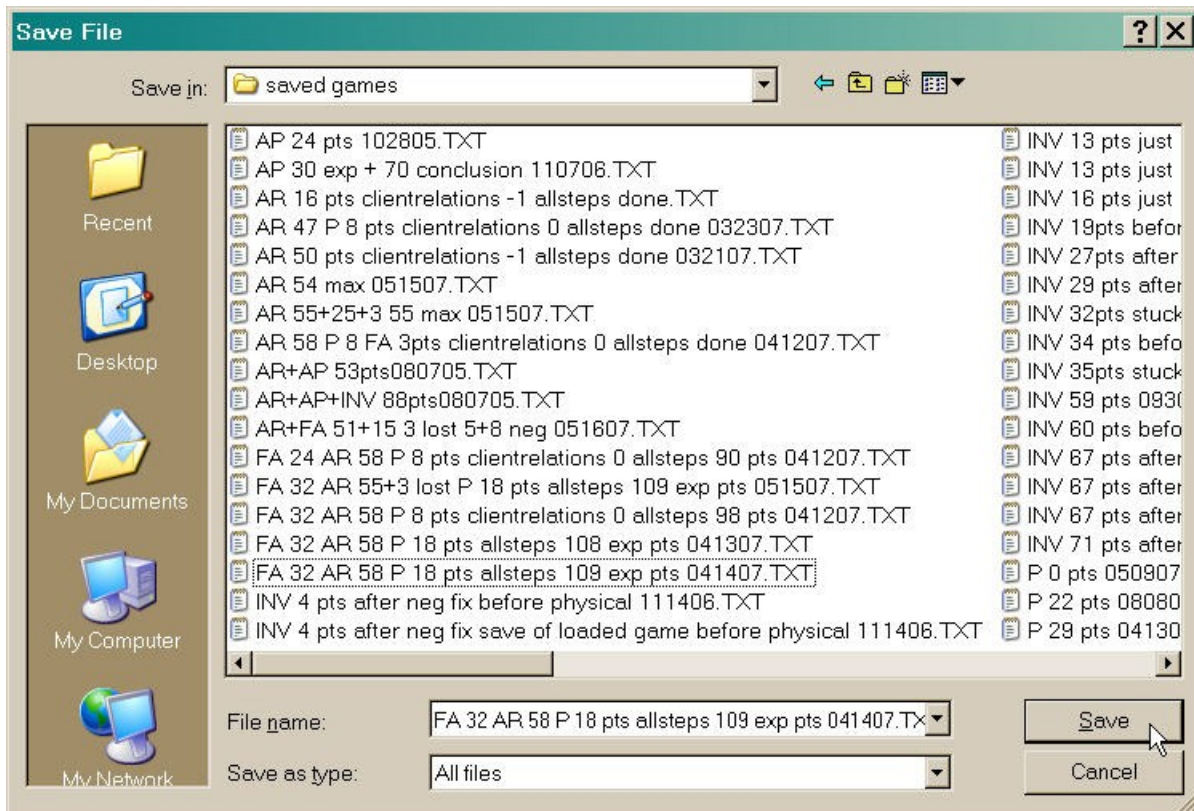 Save File
Save in: saved games
Recent
Desktop
My Documents
My Computer
My Network
AP 24 pts 102805.TXT
AP 30 exp + 70 conclusion 110706.TXT
AR 16 pts clientrelations -1 allsteps done.TXT
AR 47 P 8 pts clientrelations 0 allsteps done 032307.TXT
AR 50 pts clientrelations -1 allsteps done 032107.TXT
AR 54 max 051507.TXT
AR 55+25+3 55 max 051507.TXT
AR 58 P 8 FA 3pts clientrelations 0 allsteps done 041207.TXT
AR+AP 53pts080705.TXT
AR+AP+INV 88pts080705.TXT
AR+FA 51+15 3 lost 5+8 neg 051607.TXT
FA 24 AR 58 P 8 pts clientrelations 0 allsteps 90 pts 041207.TXT
FA 32 AR 55+3 lost P 18 pts allsteps 109 exp pts 051507.TXT
FA 32 AR 58 P 8 pts clientrelations 0 allsteps 98 pts 041207.TXT
FA 32 AR 58 P 18 pts allsteps 108 exp pts 041307.TXT
FA 32 AR 58 P 18 pts allsteps 109 exp pts 041407.TXT
INV 4 pts after neg fix before physical 111406.TXT
INV 4 pts after neg fix save of loaded game before physical 111406.TXT
INV 13 pts just
INV 13 pts just
INV 16 pts just
INV 19pts befor
INV 27pts after
INV 29 pts after
INV 32pts stuck
INV 34 pts befo
INV 35pts stuck
INV 59 pts 0930
INV 60 pts befo
INV 67 pts after
INV 67 pts after
INV 67 pts after
INV 71 pts after
P 0 pts 050907
P 22 pts 08080
P 29 pts 04130
File name: FA 32 AR 58 P 18 pts allsteps 109 exp pts 041407.TX
Save
Save as type: All files
Cancel